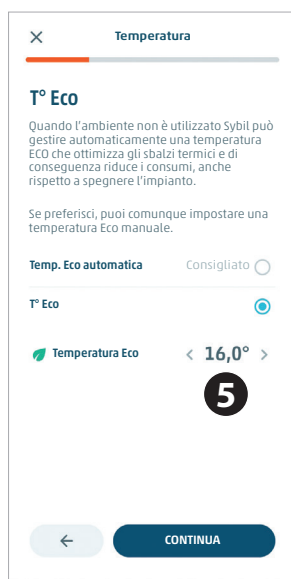 Temperatura
T° Eco
Quando l'ambiente non è utilizzato Sybil può
gestire automaticamente una temperatura
ECO che ottimizza gli sbalzi termici e di
conseguenza riduce i consumi, anche
rispetto a spegnere l'impianto.
Se preferisci, puoi comunque impostare una
temperatura Eco manuale.
Temp. Eco automatica Consigliato
T° Eco
Temperatura Eco < 16,0° >
5
CONTINUA